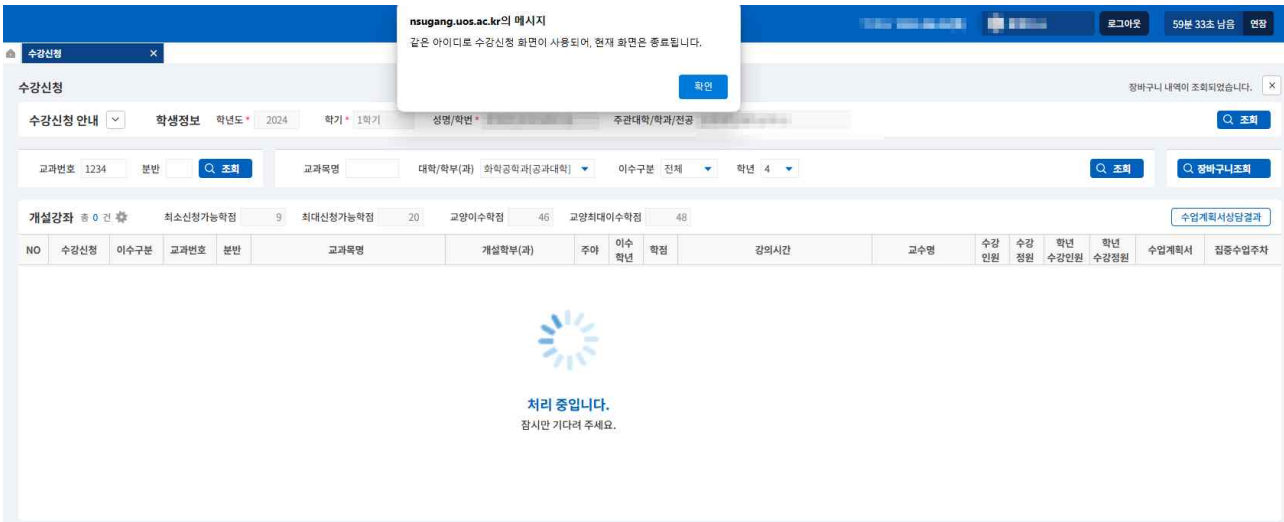 nsugang.uos.ac.kr의 메시지
같은 아이디로 수강신청 화면이 사용되어, 현재 화면은 종료됩니다.
확인
로그아웃 59분 33초 남음 연장
수강신청 ×
수강신청
장바구니 내역이 조회되었습니다. ×
수강신청 안내 학생정보 학년도* 2024 학기* 1학기 성명/학번* 주관대학/학과/전공 조회
교과번호 1234 분반 조회 교과목명 대학/학부(과) 화학공학과[공과대학] 이수구분 전체 학년 4 조회 장바구니조회
개설강좌 총 0 건 최소신청가능학점 9 최대신청가능학점 20 교양이수학점 46 교양최대이수학점 48 수업계획서상담결과
NO 수강신청 이수구분 교과번호 분반 교과목명 개설학부(과) 주야 이수학년 학점 강의시간 교수명 수강인원 수강정원 학년수강인원 학년수강정원 수업계획서 집중수업주차
처리 중입니다.
잠시만 기다려 주세요.